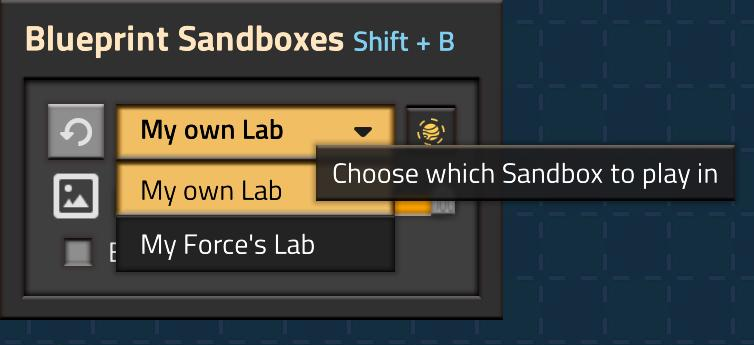 Blueprint Sandboxes Shift + B
My own Lab
Choose which Sandbox to play in
My own Lab
My Force's Lab